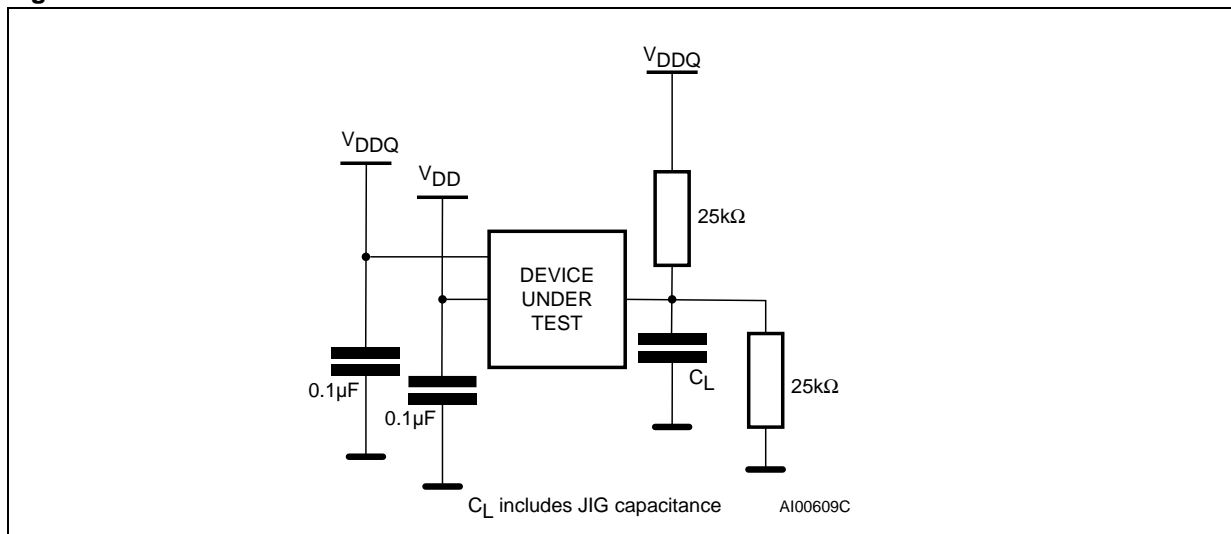 VDDQ
VDDQ
VDD
25kΩ
DEVICE
UNDER
TEST
0.1µF
0.1µF
CL
25kΩ
CL includes JIG capacitance
AI00609C